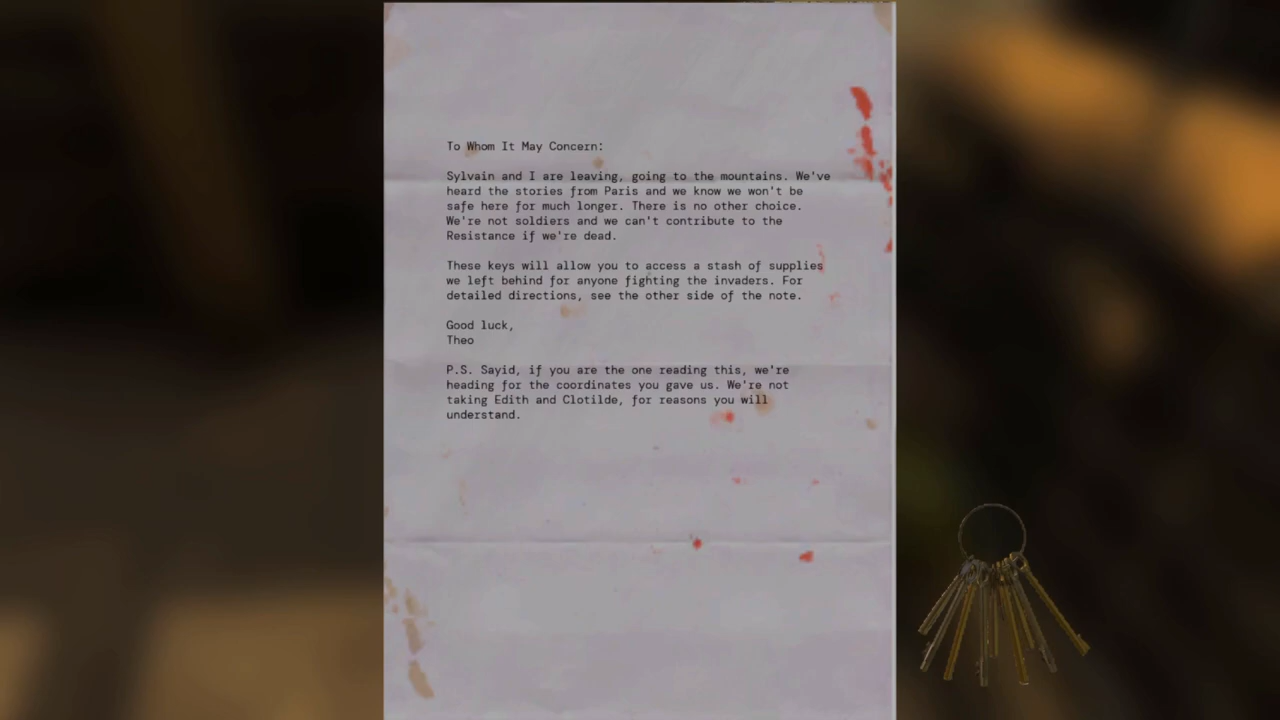 To Whom It May Concern:
Sylvain and I are leaving, going to the mountains. We've
heard the stories from Paris and we know we won't be
safe here for much longer. There is no other choice.
We're not soldiers and we can't contribute to the
Resistance if we're dead.
These keys will allow you to access a stash of supplies
we left behind for anyone fighting the invaders. For
detailed directions, see the other side of the note.
Good luck,
Theo
P.S. Sayid, if you are the one reading this, we're
heading for the coordinates you gave us. We're not
taking Edith and Clotilde, for reasons you will
understand.